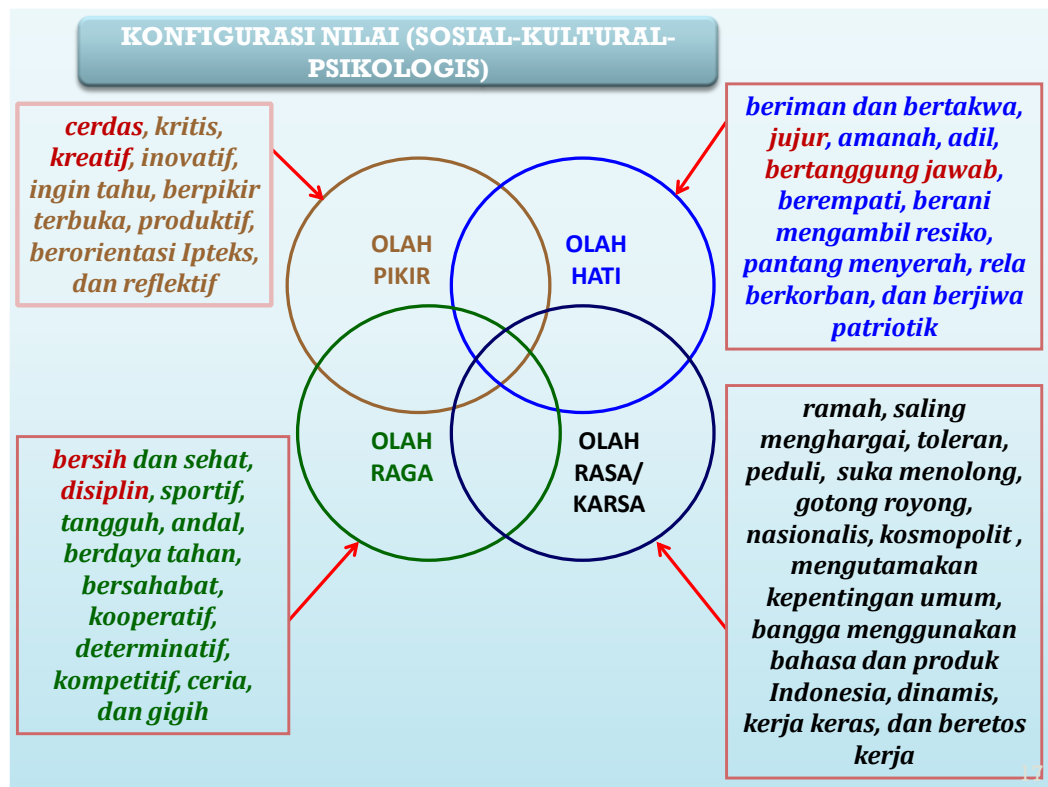 KONFIGURASI NILAI (SOSIAL-KULTURAL-
PSIKOLOGIS)
cerdas, kritis,
kreatif, inovatif,
ingin tahu, berpikir
terbuka, produktif,
berorientasi Ipteks,
dan reflektif
beriman dan bertakwa,
jujur, amanah, adil,
bertanggung jawab,
berempati, berani
mengambil resiko,
pantang menyerah, rela
berkorban, dan berjiwa
patriotik
OLAH
PIKIR
OLAH
HATI
OLAH
RAGA
OLAH
RASA/
KARSA
bersih dan sehat,
disiplin, sportif,
tangguh, andal,
berdaya tahan,
bersahabat,
kooperatif,
determinatif,
kompetitif, ceria,
dan gigih
ramah, saling
menghargai, toleran,
peduli, suka menolong,
gotong royong,
nasionalis, kosmopolit ,
mengutamakan
kepentingan umum,
bangga menggunakan
bahasa dan produk
Indonesia, dinamis,
kerja keras, dan beretos
kerja
17